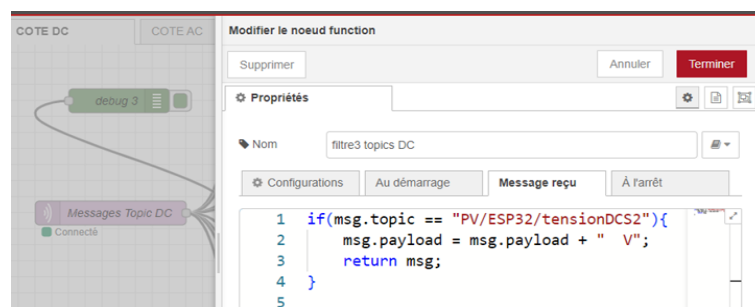 COTE DC
COTE AC
Modifier le noeud function
Supprimer
Annuler
Terminer
Propriétés
debug 3
Nom
filtre3 topics DC
Configurations
Au démarrage
Message reçu
À l'arrêt
Messages Topic DC
Connecté
1 if(msg.topic == "PV/ESP32/tensionDCS2"){
2 msg.payload = msg.payload + "  V";
3 return msg;
4 }
5